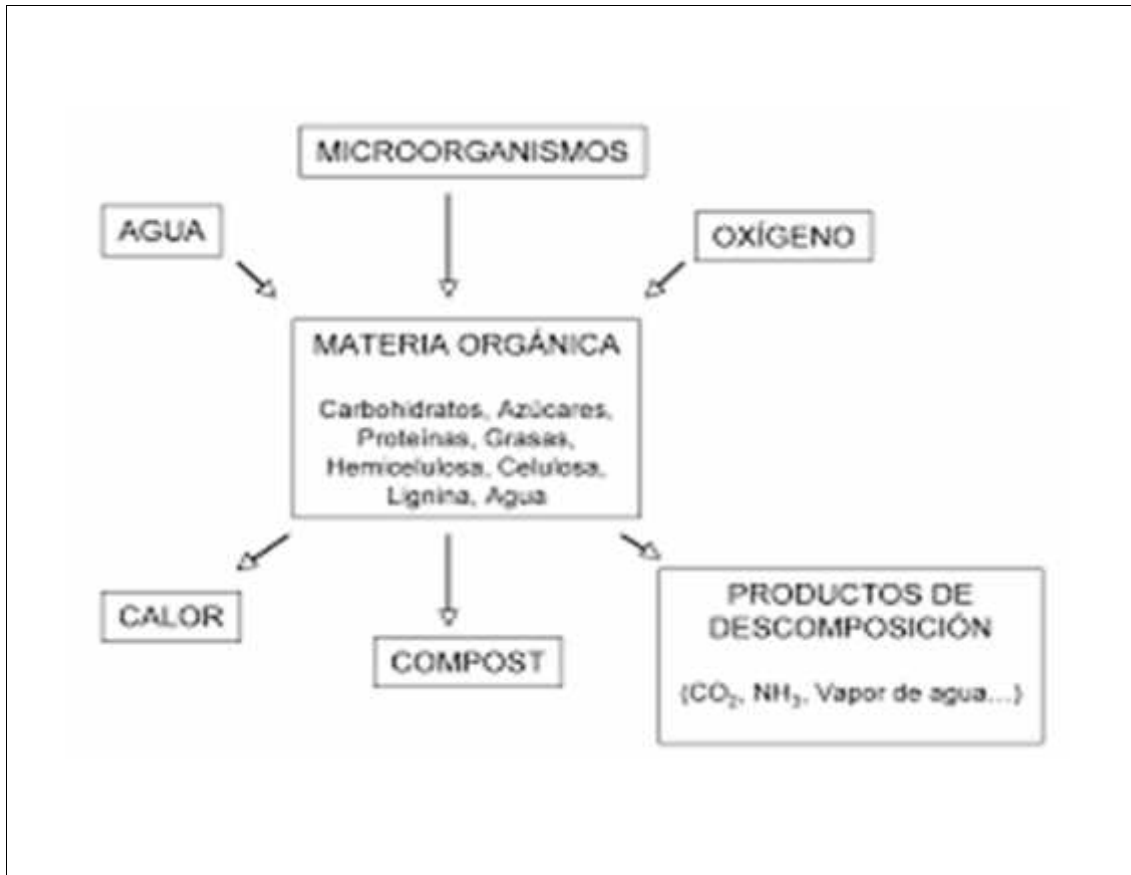 MICROORGANISMOS
AGUA
OXÍGENO
MATERIA ORGÁNICA
Carbohidratos, Azúcares,
Proteínas, Grasas,
Hemicelulosa, Celulosa,
Lignina, Agua
CALOR
COMPOST
PRODUCTOS DE
DESCOMPOSICIÓN
(CO₂, NH₃, Vapor de agua...)